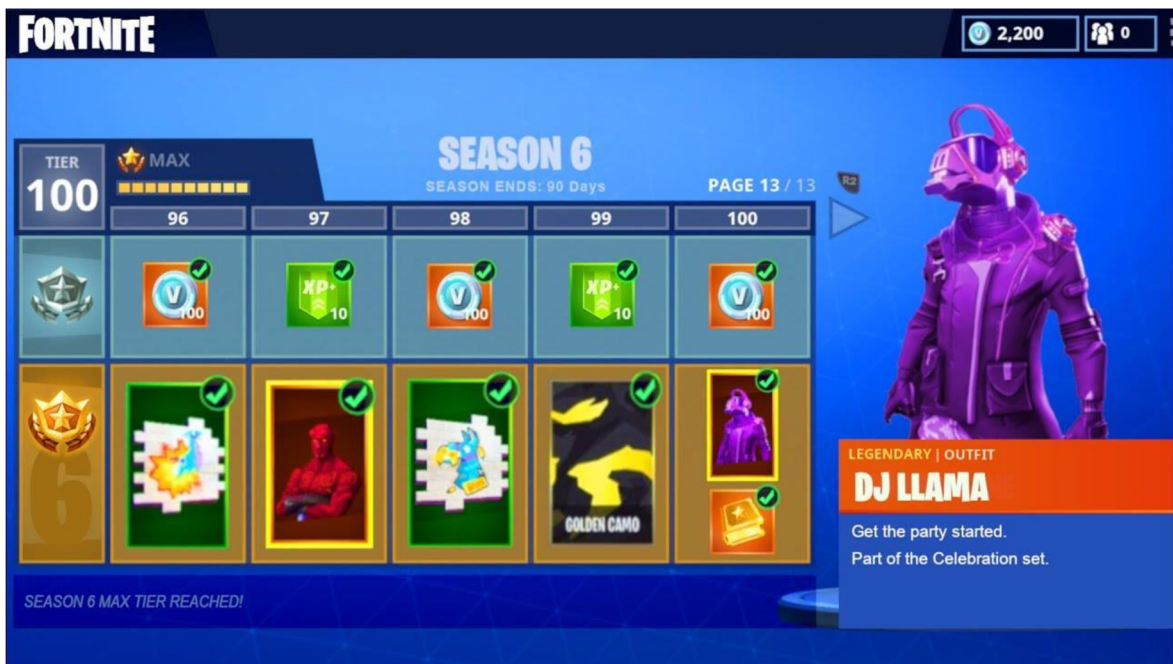 FORTNITE
2,200
0
TIER
100
MAX
SEASON 6
SEASON ENDS: 90 Days
PAGE 13 / 13
R2
96
97
98
99
100
V
100
XP+
10
V
100
XP+
10
V
100
6
GOLDEN CAMO
LEGENDARY | OUTFIT
DJ LLAMA
Get the party started.
Part of the Celebration set.
SEASON 6 MAX TIER REACHED!